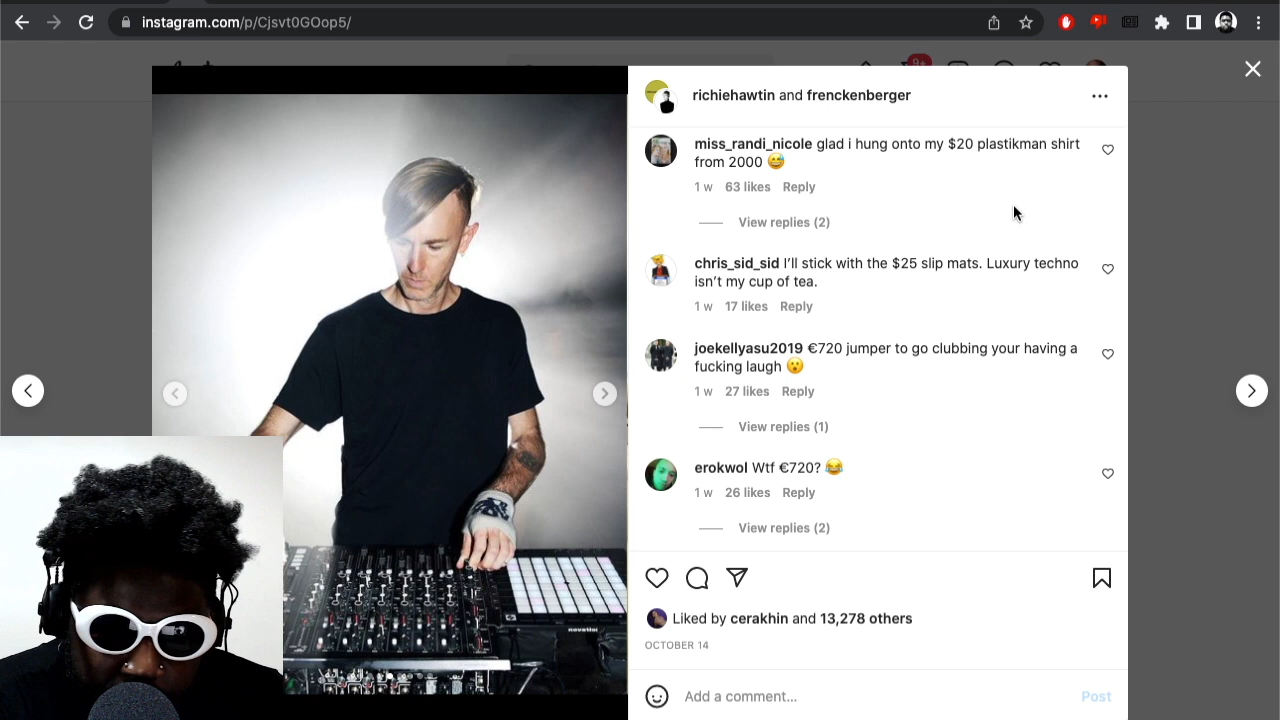 instagram.com/p/Cjsvt0GOop5/
9+
richiehawtin and frenckenberger
miss_randi_nicole glad i hung onto my $20 plastikman shirt
from 2000 😅
1 w 63 likes Reply
View replies (2)
chris_sid_sid I’ll stick with the $25 slip mats. Luxury techno
isn’t my cup of tea.
1 w 17 likes Reply
joekellyasu2019 €720 jumper to go clubbing your having a
fucking laugh 😮
1 w 27 likes Reply
View replies (1)
erokwol Wtf €720? 😂
1 w 26 likes Reply
View replies (2)
novation
Liked by cerakhin and 13,278 others
OCTOBER 14
Add a comment...
Post